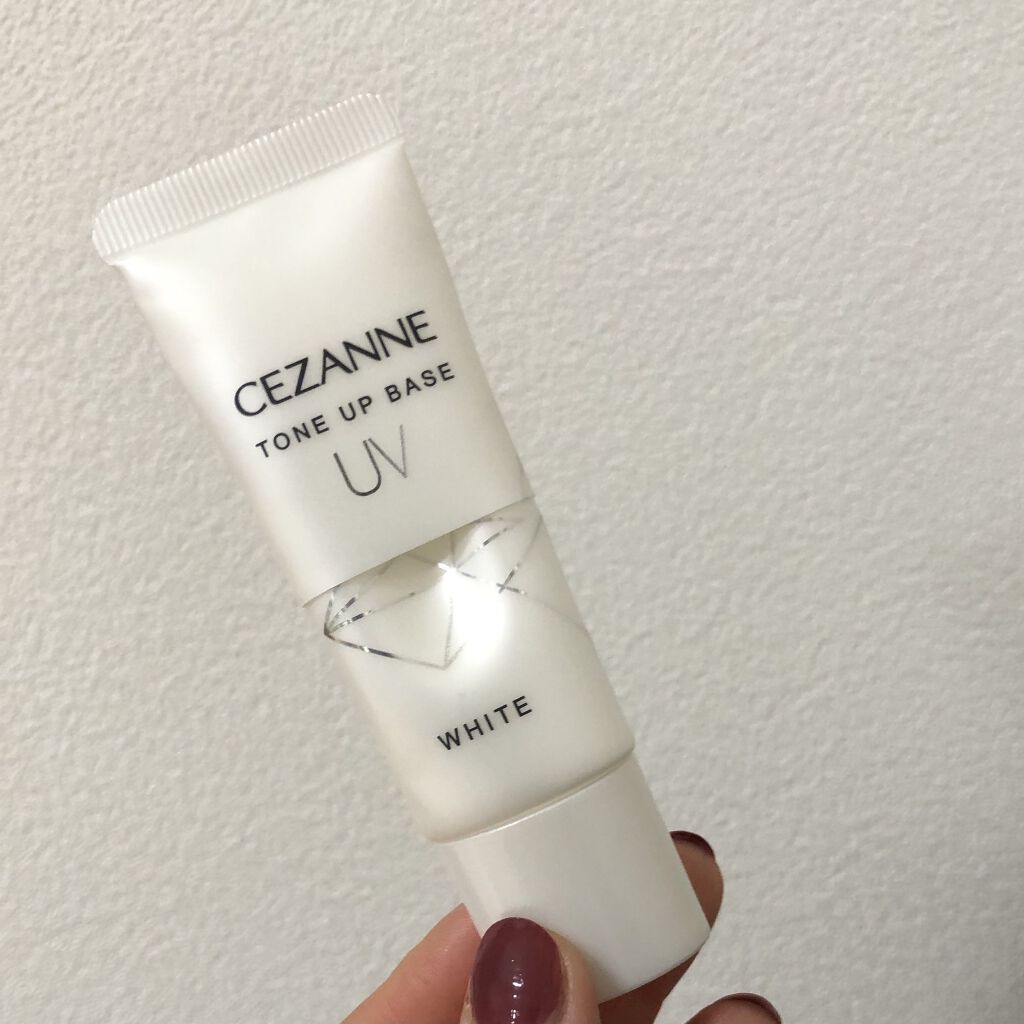 CEZANNE
TONE UP BASE
UV
WHITE